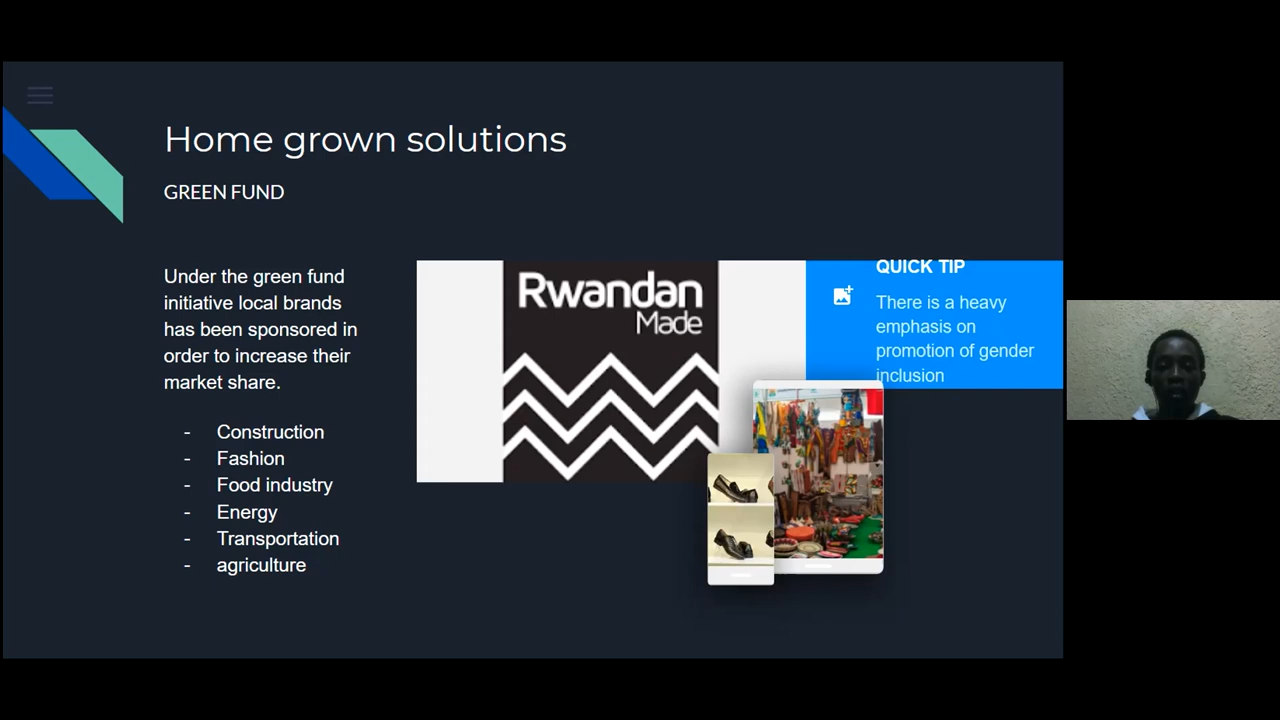 Home grown solutions
GREEN FUND
Under the green fund
initiative local brands
has been sponsored in
order to increase their
market share.
- Construction
- Fashion
- Food industry
- Energy
- Transportation
- agriculture
Rwandan
Made
QUICK TIP
There is a heavy
emphasis on
promotion of gender
inclusion